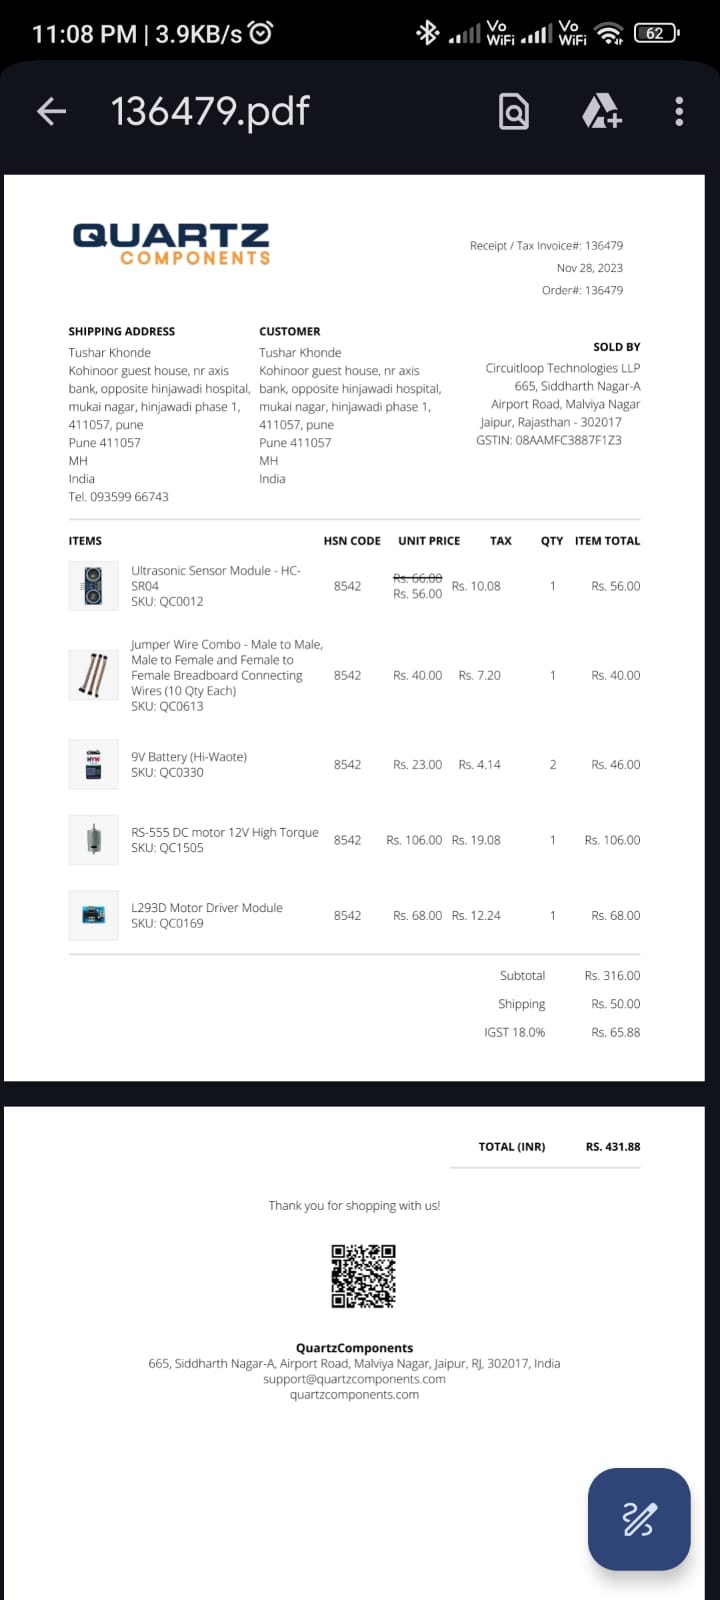 11:08 PM | 3.9KB/s
Vo WiFi Vo WiFi 62
136479.pdf
QUARTZ
COMPONENTS
Receipt / Tax Invoice#: 136479
Nov 28, 2023
Order#: 136479
SHIPPING ADDRESS
Tushar Khonde
Kohinoor guest house, nr axis
bank, opposite hinjawadi hospital,
mukai nagar, hinjawadi phase 1,
411057, pune
Pune 411057
MH
India
Tel. 093599 66743
CUSTOMER
Tushar Khonde
Kohinoor guest house, nr axis
bank, opposite hinjawadi hospital,
mukai nagar, hinjawadi phase 1,
411057, pune
Pune 411057
MH
India
SOLD BY
Circuitloop Technologies LLP
665, Siddharth Nagar-A
Airport Road, Malviya Nagar
Jaipur, Rajasthan - 302017
GSTIN: 08AAMFC3887F1Z3
ITEMS HSN CODE UNIT PRICE TAX QTY ITEM TOTAL
Ultrasonic Sensor Module - HC-
SR04
SKU: QC0012
8542 Rs. 66.00 Rs. 56.00 Rs. 10.08 1 Rs. 56.00
Jumper Wire Combo - Male to Male,
Male to Female and Female to
Female Breadboard Connecting
Wires (10 Qty Each)
SKU: QC0613
8542 Rs. 40.00 Rs. 7.20 1 Rs. 40.00
9V Battery (Hi-Waote)
SKU: QC0330
8542 Rs. 23.00 Rs. 4.14 2 Rs. 46.00
RS-555 DC motor 12V High Torque
SKU: QC1505
8542 Rs. 106.00 Rs. 19.08 1 Rs. 106.00
L293D Motor Driver Module
SKU: QC0169
8542 Rs. 68.00 Rs. 12.24 1 Rs. 68.00
Subtotal Rs. 316.00
Shipping Rs. 50.00
IGST 18.0% Rs. 65.88
TOTAL (INR) RS. 431.88
Thank you for shopping with us!
QuartzComponents
665, Siddharth Nagar-A, Airport Road, Malviya Nagar, Jaipur, RJ, 302017, India
support@quartzcomponents.com
quartzcomponents.com